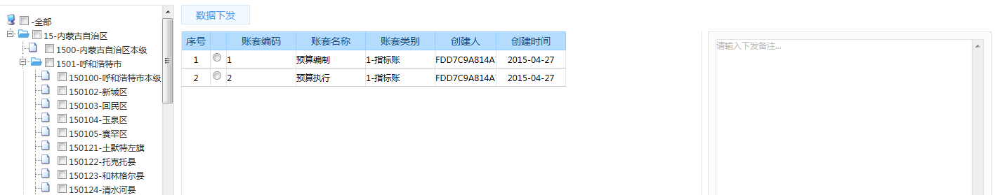 -全部
15-内蒙古自治区
1500-内蒙古自治区本级
1501-呼和浩特市
150100-呼和浩特市本级
150102-新城区
150103-回民区
150104-玉泉区
150105-赛罕区
150121-土默特左旗
150122-托克托县
150123-和林格尔县
150124-清水河县
数据下发
序号 账套编码 账套名称 账套类别 创建人 创建时间
1 1 预算编制 1-指标账 FDD7C9A814A 2015-04-27
2 2 预算执行 1-指标账 FDD7C9A814A 2015-04-27
请输入下发备注...